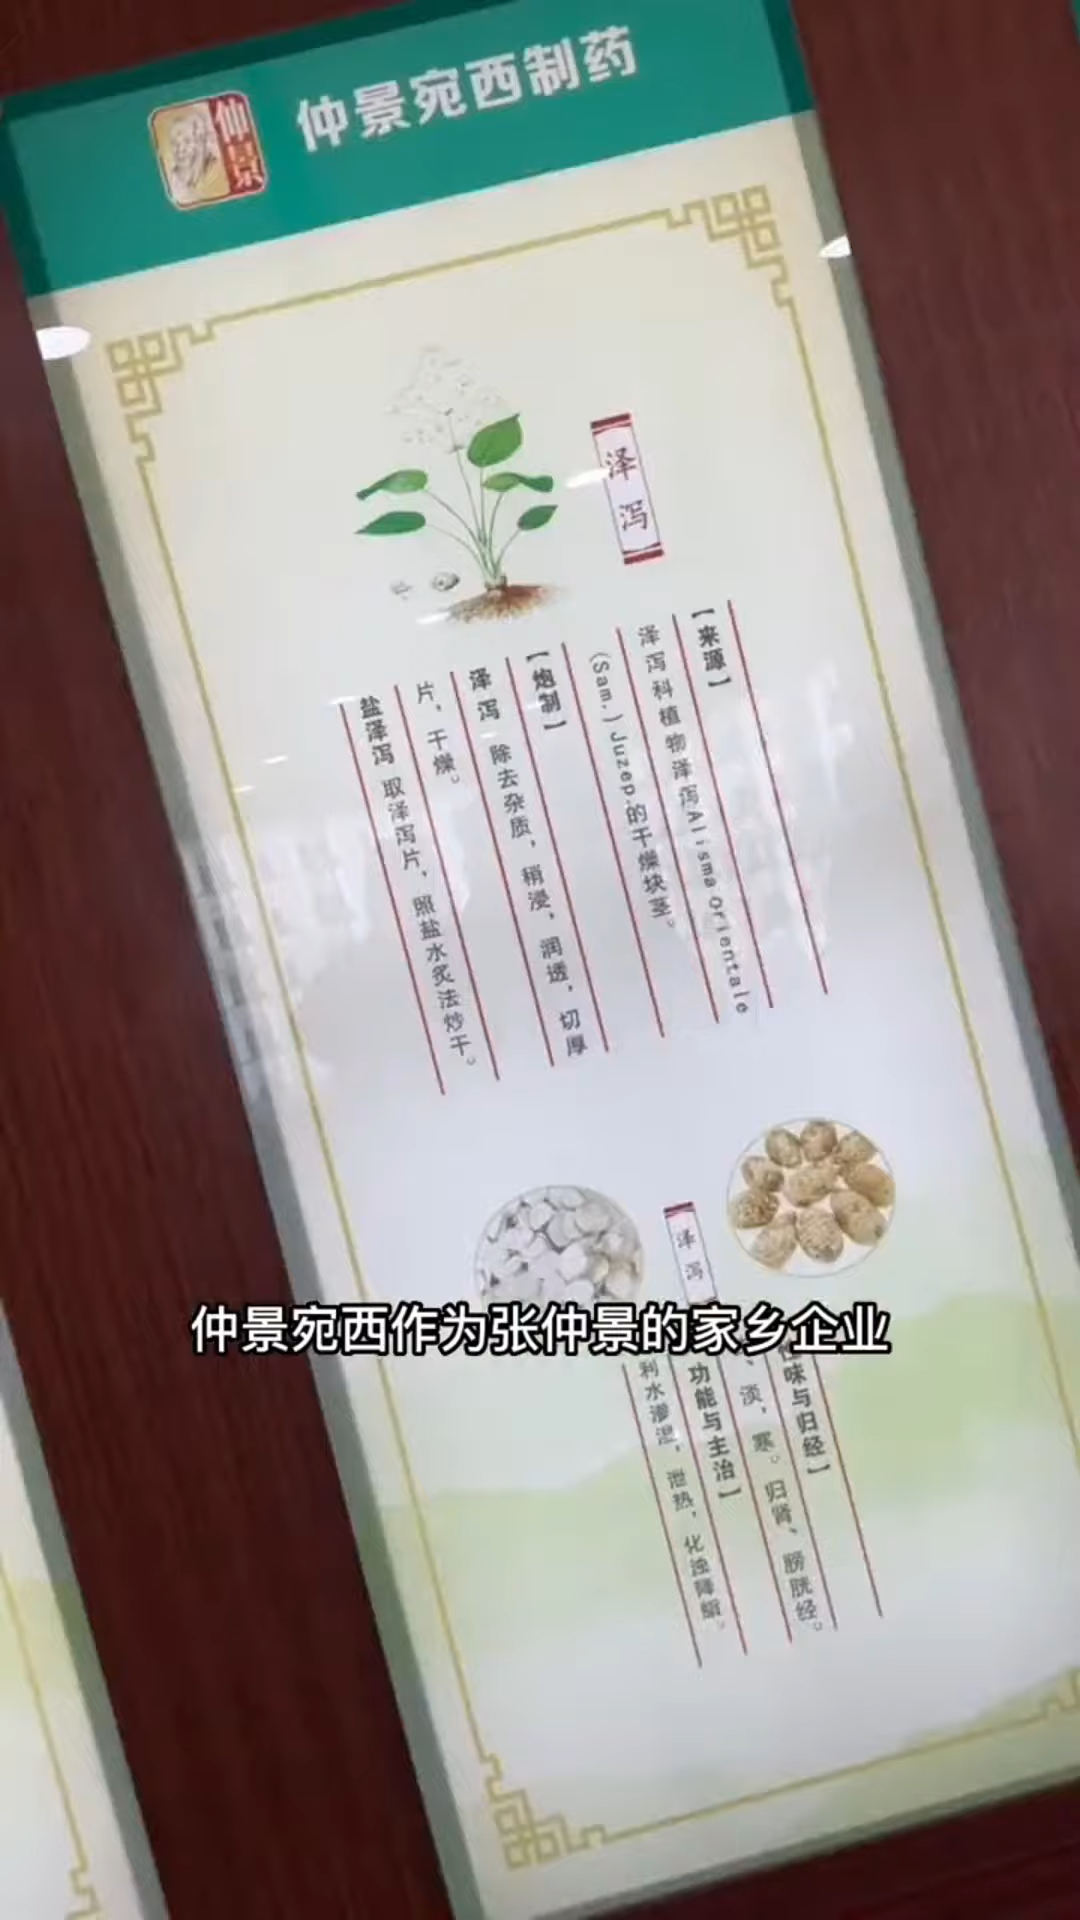 仲景
仲景宛西制药
泽泻
【来源】
泽泻科植物泽泻Alisma orientale
(Sam.)Juzep.的干燥块茎。
【炮制】
泽泻 除去杂质，稍浸，润透，切厚
片，干燥。
盐泽泻 取泽泻片，照盐水炙法炒干。
泽泻
味与归经】
、淡，寒。归肾、膀胱经。
功能与主治】
利水渗湿，泄热，化浊降脂。
仲景宛西作为张仲景的家乡企业